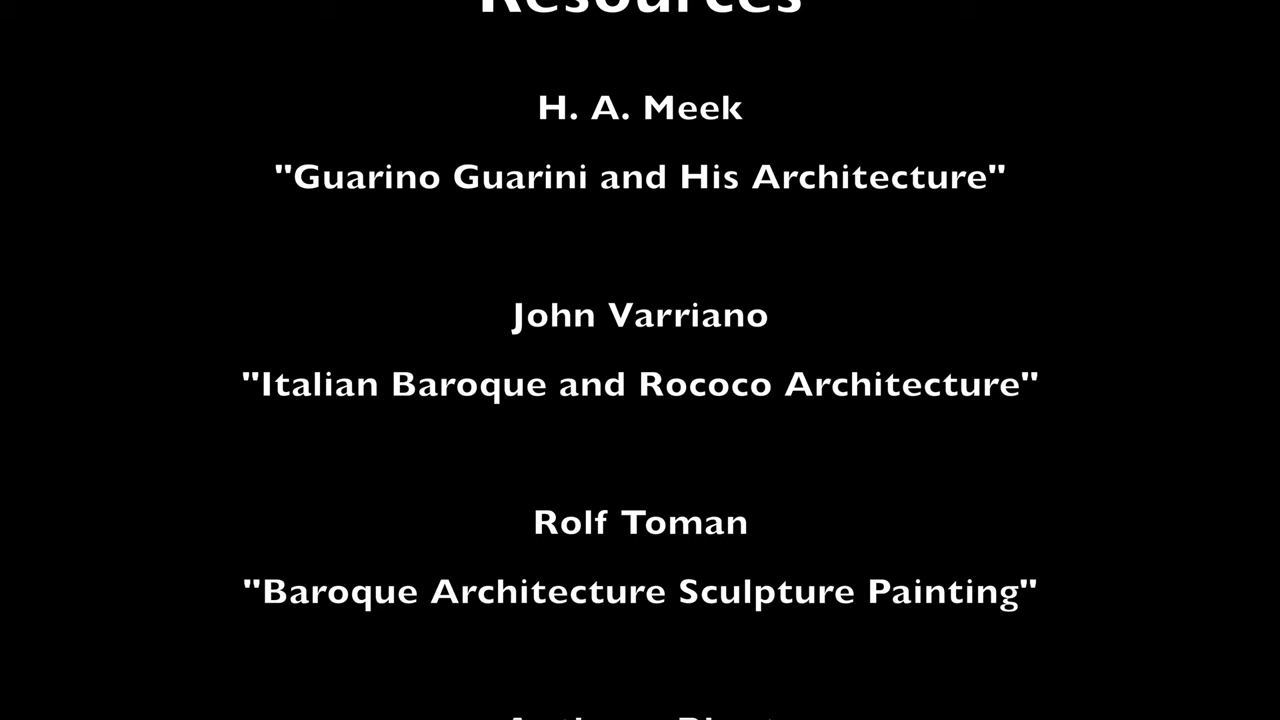 Resources
H. A. Meek
"Guarino Guarini and His Architecture"
John Varriano
"Italian Baroque and Rococo Architecture"
Rolf Toman
"Baroque Architecture Sculpture Painting"